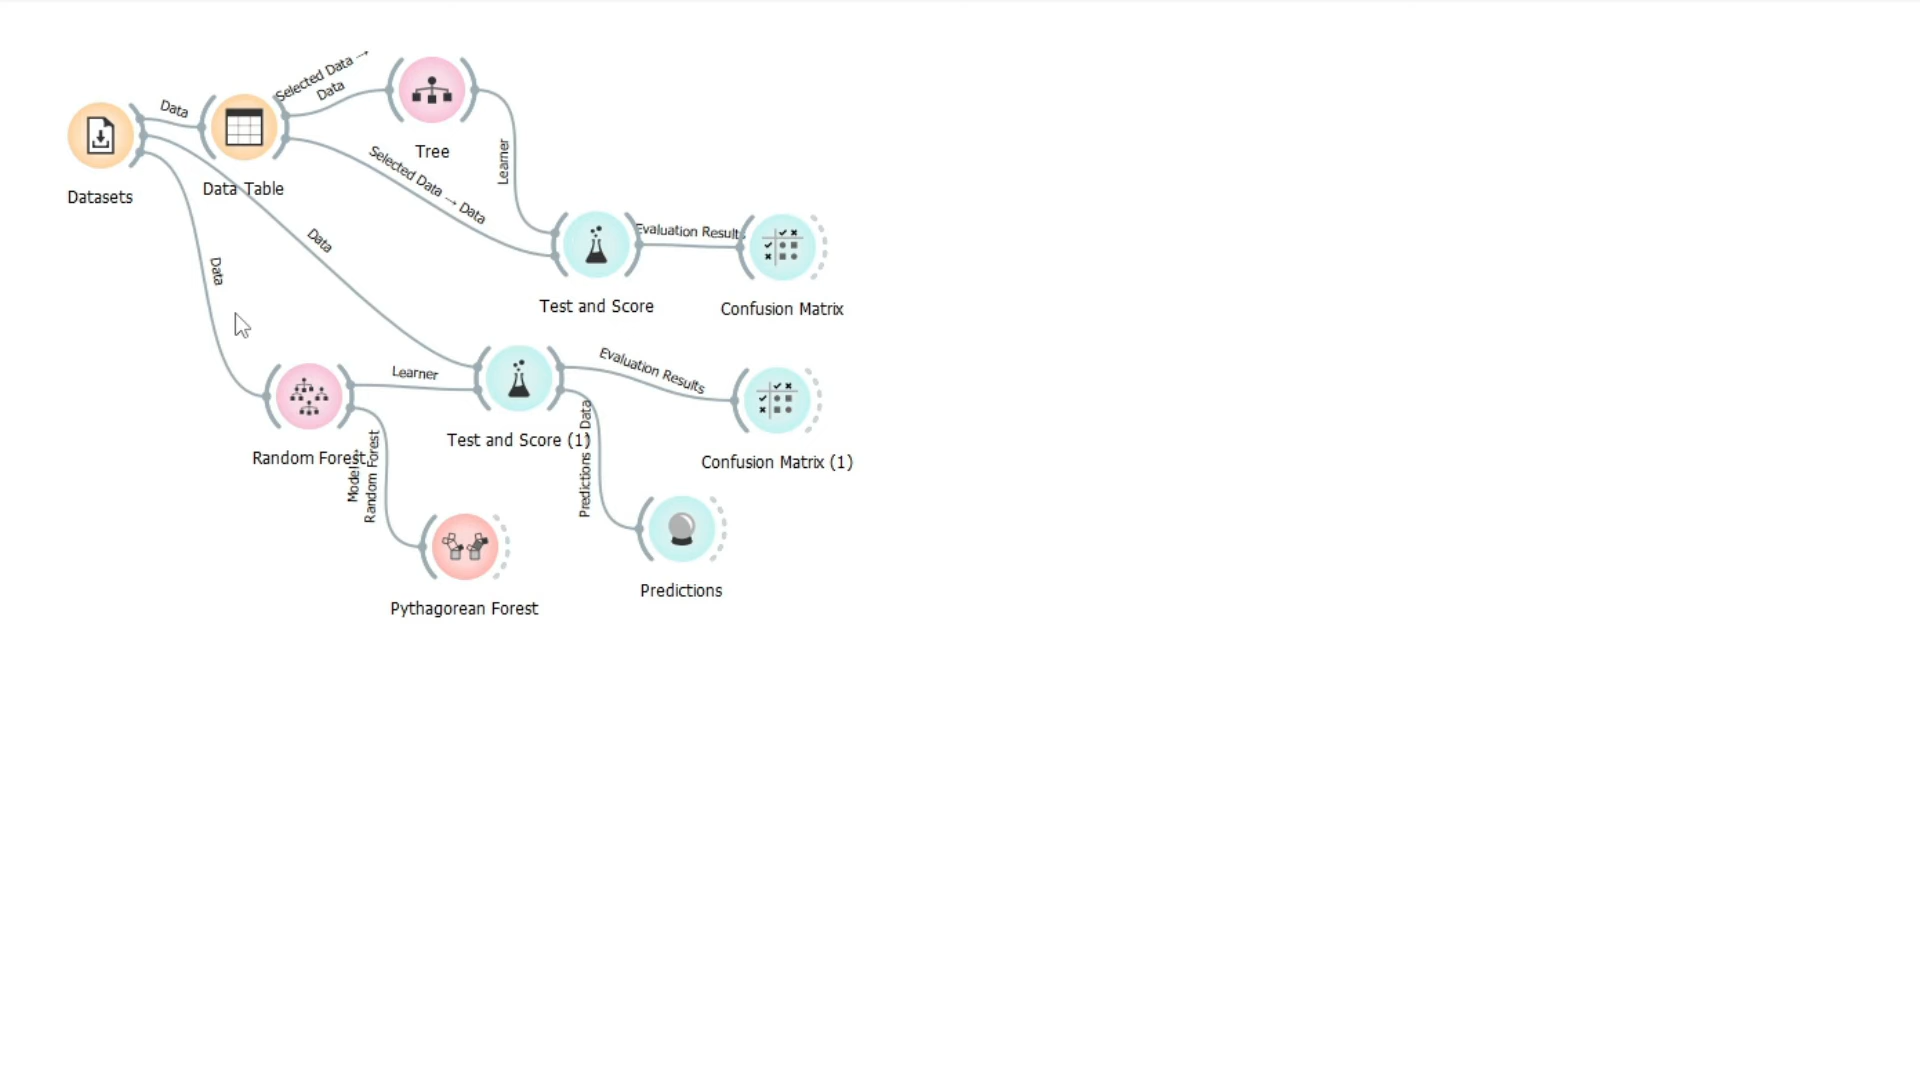 Selected Data →
Data
Data
Tree
Learner
Data Table
Datasets
Selected Data → Data
Data
Evaluation Results
Data
Test and Score
Confusion Matrix
Learner
Evaluation Results
Test and Score (1)
Random Forest
Confusion Matrix (1)
Model →
Random Forest
Predictions → Data
Predictions
Pythagorean Forest